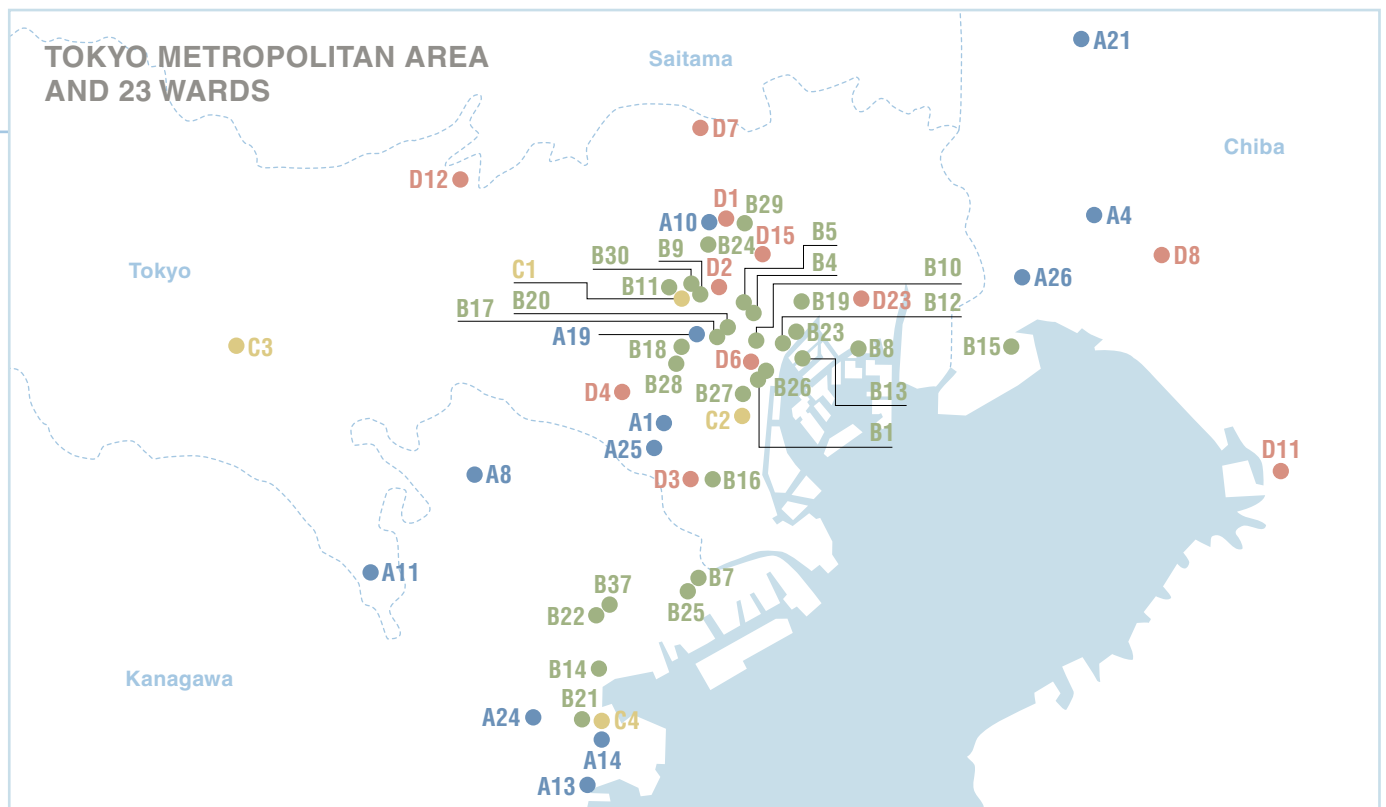 TOKYO METROPOLITAN AREA
AND 23 WARDS
A21
Saitama
D7
Chiba
D12
D1
B29
A10
A4
B24
D15
B5
B9
D8
B30
B4
C1
D2
B10
Tokyo
B11
A26
B20
B19
D23
B12
B17
A19
B23
C3
B18
D6
B8
B15
B28
B26
D4
B27
B13
A1
C2
B1
A25
D11
A8
D3
B16
A11
B7
B37
B22
B25
B14
Kanagawa
A24
B21
C4
A14
A13